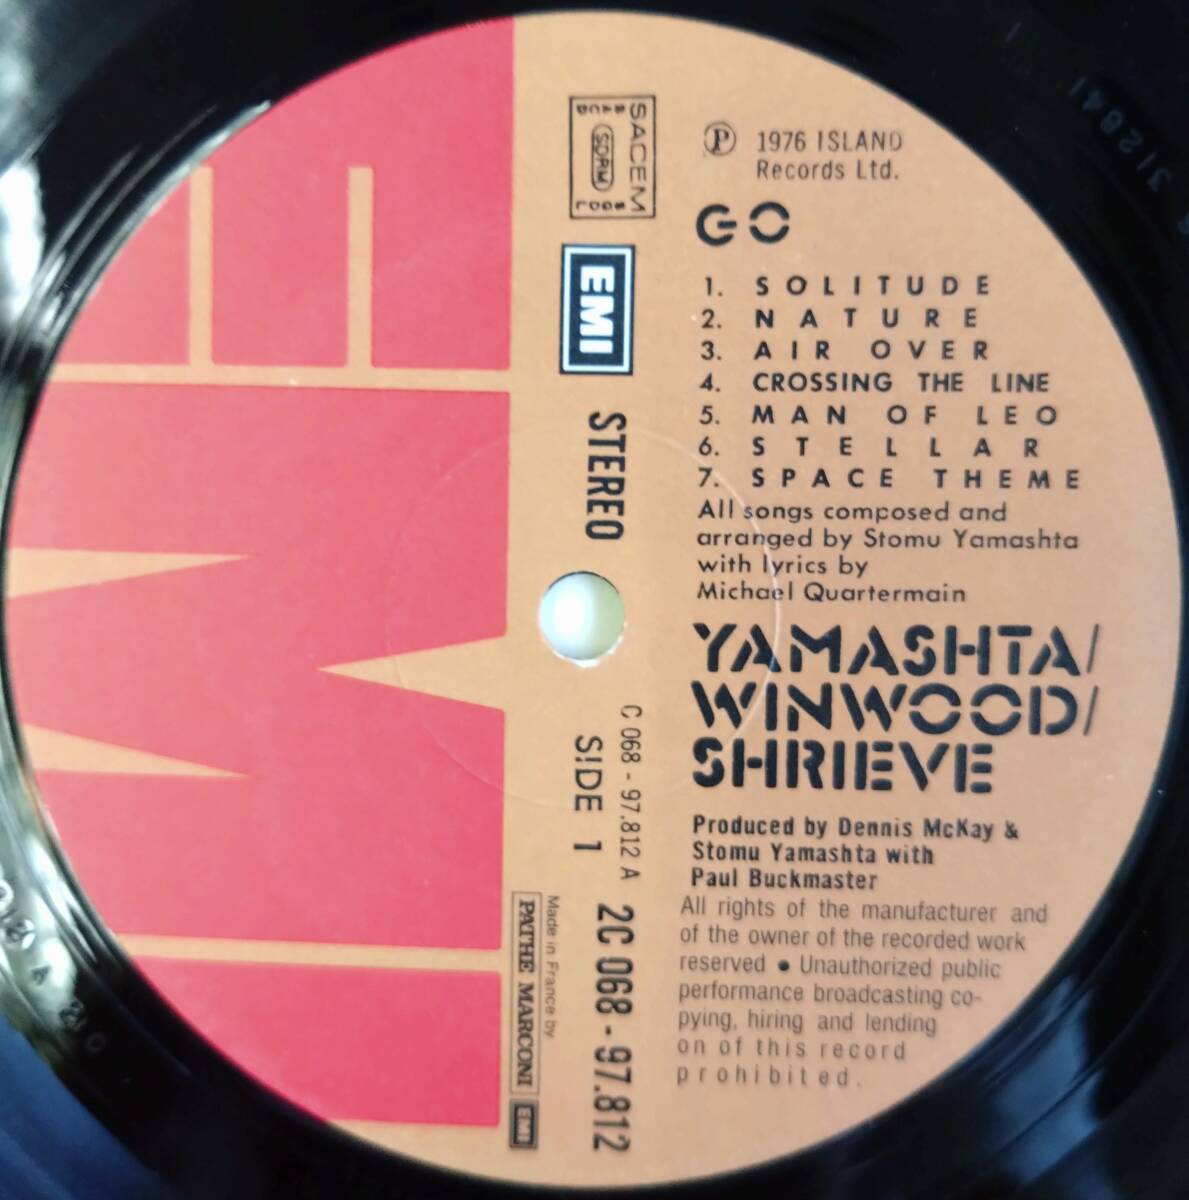 ℗ 1976 ISLAND
Records Ltd.
GO
1. SOLITUDE
2. NATURE
3. AIR OVER
4. CROSSING THE LINE
5. MAN OF LEO
6. STELLAR
7. SPACE THEME
All songs composed and
arranged by Stomu Yamashta
with lyrics by
Michael Quartermain
YAMASHTA/
WINWOOD/
SHRIEVE
Produced by Dennis McKay &
Stomu Yamashta with
Paul Buckmaster
All rights of the manufacturer and
of the owner of the recorded work
reserved ● Unauthorized public
performance broadcasting co-
pying, hiring and lending
on of this record
prohibited.
SACEM
SACD
SDRM
SGDL
EMI
STEREO
C 068 - 97.812 A
SIDE 1
2C 068 - 97.812
Made in France by
PATHE MARCONI
EMI
EMI